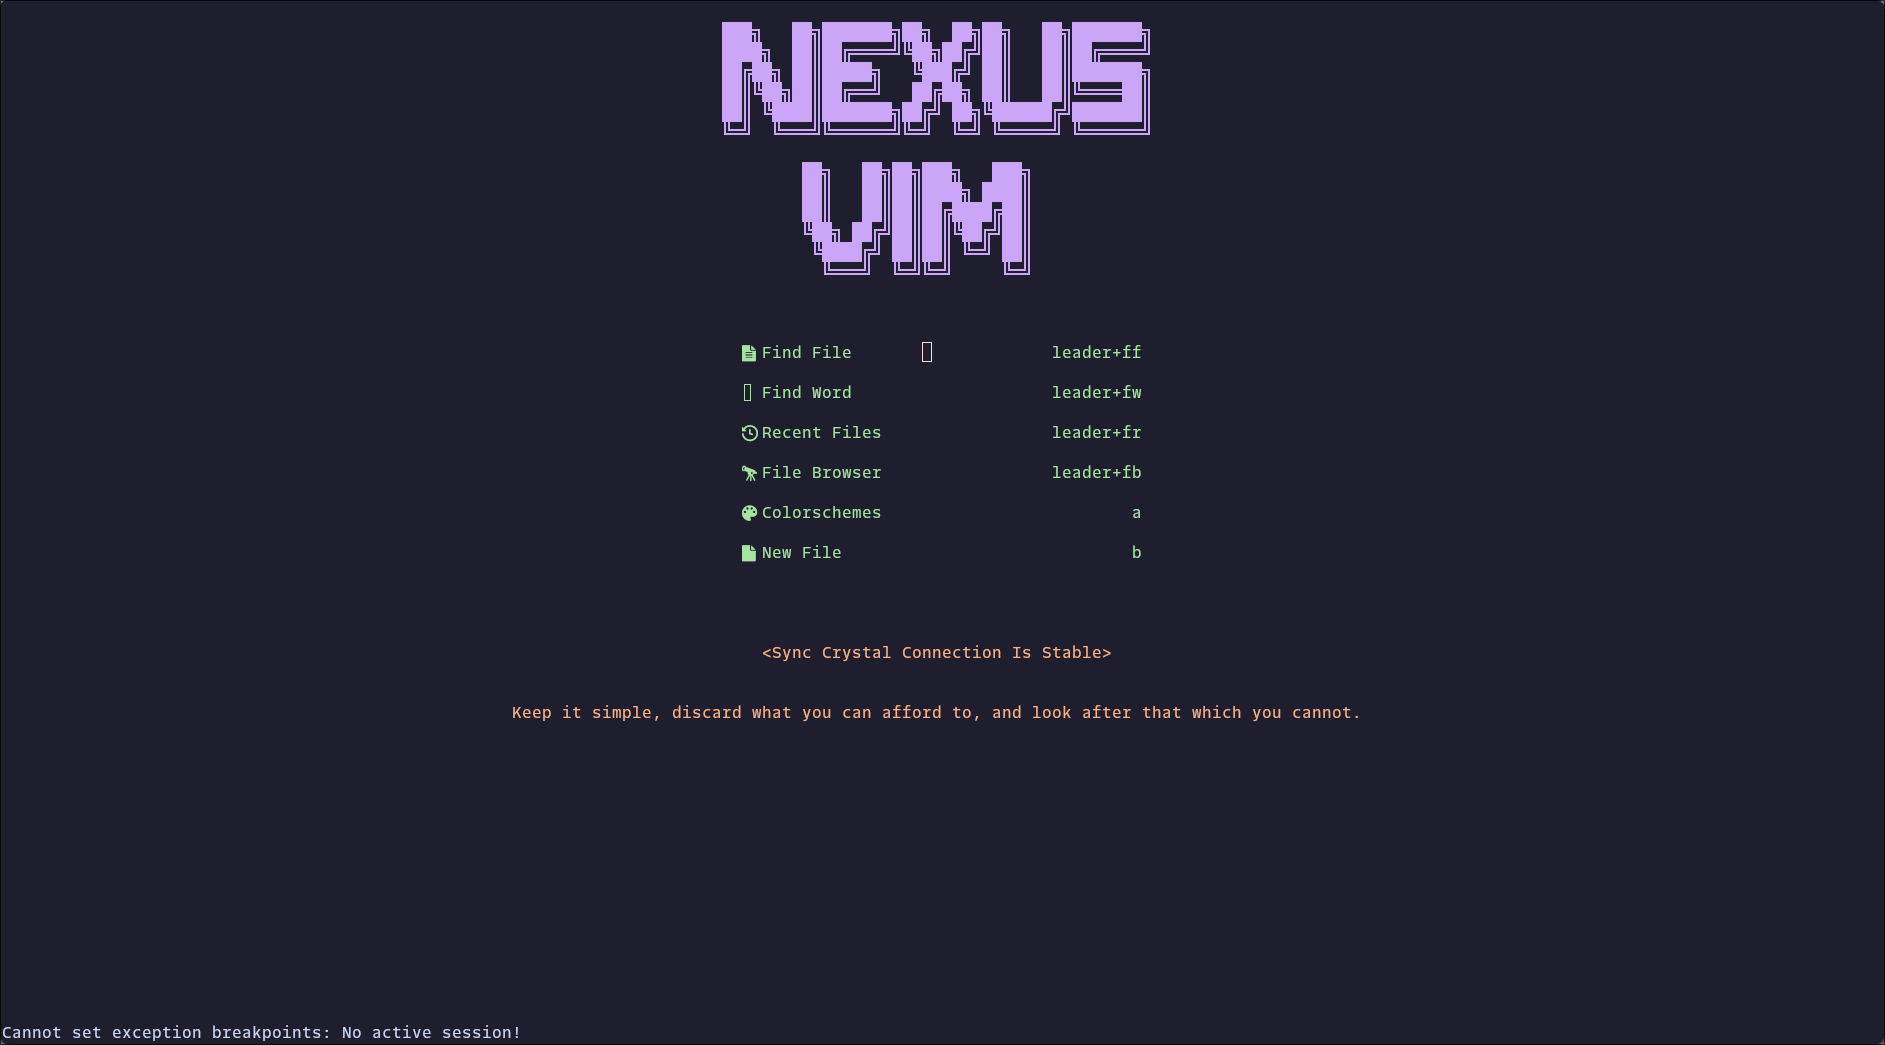 NEXUS
VIM
Find File leader+ff
Find Word leader+fw
Recent Files leader+fr
File Browser leader+fb
Colorschemes a
New File b
<Sync Crystal Connection Is Stable>
Keep it simple, discard what you can afford to, and look after that which you cannot.
Cannot set exception breakpoints: No active session!